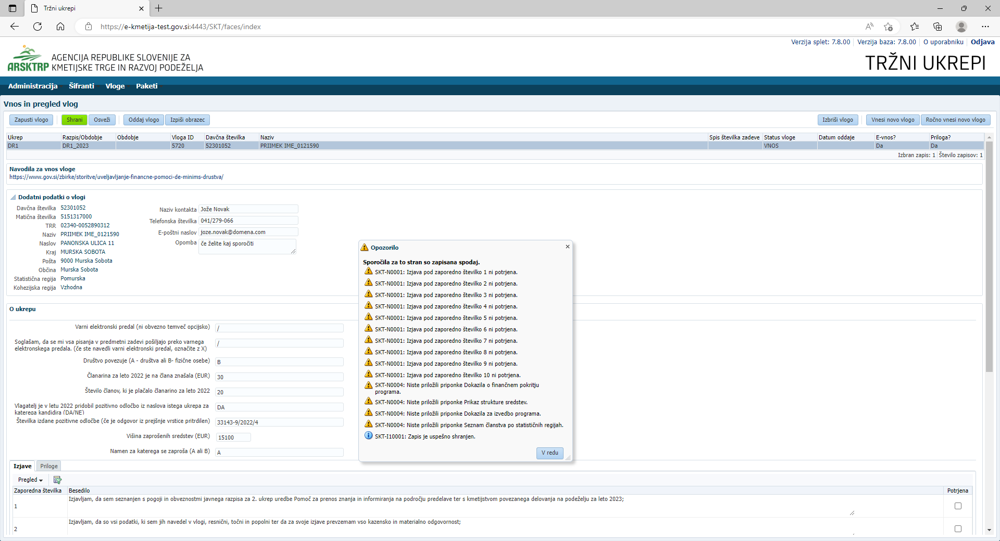 Tržni ukrepi
https://e-kmetija-test.gov.si:4443/SKT/faces/index
Verzija splet: 7.8.00 Verzija baza: 7.8.00 O uporabniku Odjava
ARSKTRP
AGENCIJA REPUBLIKE SLOVENIJE ZA
KMETIJSKE TRGE IN RAZVOJ PODEŽELJA
TRŽNI UKREPI
Administracija Šifranti Vloge Paketi
Vnos in pregled vlog
Zapusti vlogo Shrani Osveži Oddaj vlogo Izpiši obrazec Izbriši vlogo Vnesi novo vlogo Ročno vnesi novo vlogo
Ukrep Razpis/Obdobje Obdobje Vloga ID Davčna številka Naziv Spis številka zadeve Status vloge Datum oddaje E-vnos? Priloga?
DR1 DR1_2023 5720 52301052 PRIIMEK IME_0121590 VNOS Da Da
Izbran zapis: 1 Število zapisov: 1
Navodila za vnos vloge
https://www.gov.si/zbirke/storitve/uveljavljanje-financne-pomoci-de-minims-drustva/
Dodatni podatki o vlogi
Davčna številka 52301052
Matična številka 5151317000
TRR 02340-0052890312
Naziv PRIIMEK IME_0121590
Naslov PANONSKA ULICA 11
Kraj MURSKA SOBOTA
Pošta 9000 Murska Sobota
Občina Murska Sobota
Statistična regija Pomurska
Kohezijska regija Vzhodna
Naziv kontakta Jože Novak
Telefonska številka 041/279-066
E-poštni naslov joze.novak@domena.com
Opomba če želite kaj sporočiti
O ukrepu
Varni elektronski predal (ni obvezno temveč opcijsko) /
Soglašam, da se mi vsa pisanja v predmetni zadevi pošiljajo preko varnega
elektronskega predala. (če ste navedli varni elektronski predal, označite z X) /
Društvo povezuje (A - društva ali B- fizične osebe) B
Članarina za leto 2022 je na člana znašala (EUR) 30
Število članov, ki je plačalo članarino za leto 2022 20
Vlagatelj je v letu 2022 pridobil pozitivno odločbo iz naslova istega ukrepa za
katerega kandidira (DA/NE) DA
Številka izdane pozitivne odločbe (če je odgovor iz prejšnje vrstice pritrdilen) 33143-9/2022/4
Višina zaprošenih sredstev (EUR) 15100
Namen za katerega se zaproša (A ali B) A
Opozorilo
Sporočila za to stran so zapisana spodaj.
SKT-N0001: Izjava pod zaporedno številko 1 ni potrjena.
SKT-N0001: Izjava pod zaporedno številko 2 ni potrjena.
SKT-N0001: Izjava pod zaporedno številko 3 ni potrjena.
SKT-N0001: Izjava pod zaporedno številko 4 ni potrjena.
SKT-N0001: Izjava pod zaporedno številko 5 ni potrjena.
SKT-N0001: Izjava pod zaporedno številko 6 ni potrjena.
SKT-N0001: Izjava pod zaporedno številko 7 ni potrjena.
SKT-N0001: Izjava pod zaporedno številko 8 ni potrjena.
SKT-N0001: Izjava pod zaporedno številko 9 ni potrjena.
SKT-N0001: Izjava pod zaporedno številko 10 ni potrjena.
SKT-N0004: Niste priložili priponke Dokazila o finančnem pokritju
programa.
SKT-N0004: Niste priložili priponke Prikaz strukture sredstev.
SKT-N0004: Niste priložili priponke Dokazila za izvedbo programa.
SKT-N0004: Niste priložili priponke Seznam članstva po statističnih regijah.
SKT-I10001: Zapis je uspešno shranjen.
V redu
Izjave Priloge
Pregled
Zaporedna številka Besedilo Potrjena
1 Izjavljam, da sem seznanjen s pogoji in obveznostmi javnega razpisa za 2. ukrep uredbe Pomoč za prenos znanja in informiranja na področju predelave ter s kmetijstvom povezanega delovanja na podeželju za leto 2023;
2 Izjavljam, da so vsi podatki, ki sem jih navedel v vlogi, resnični, točni in popolni ter da za svoje izjave prevzemam vso kazensko in materialno odgovornost;